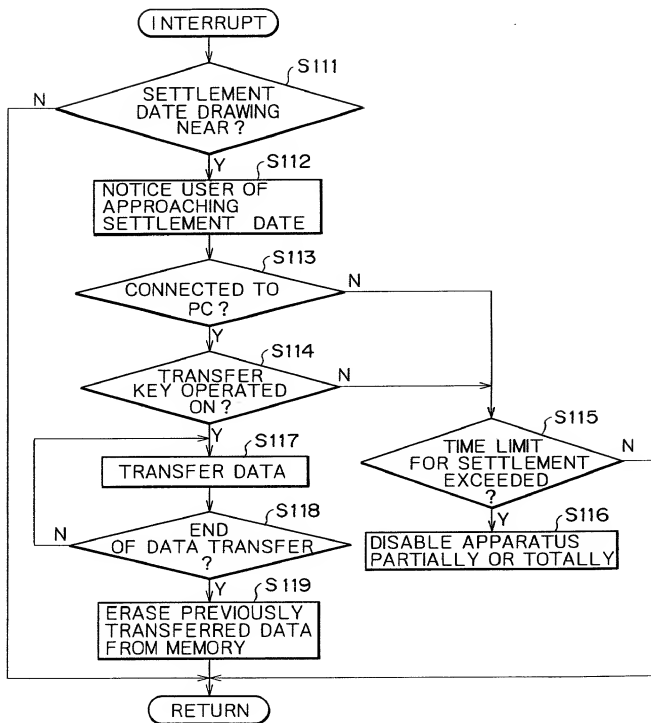 INTERRUPT
S111
N
SETTLEMENT
DATE DRAWING
NEAR?
Y
S112
NOTICE USER OF
APPROACHING
SETTLEMENT DATE
S113
CONNECTED TO
PC?
N
Y
S114
TRANSFER
KEY OPERATED
ON?
N
Y
S117
TRANSFER DATA
S118
END
OF DATA TRANSFER
?
N
Y
S119
ERASE PREVIOUSLY
TRANSFERRED DATA
FROM MEMORY
S115
TIME LIMIT
FOR SETTLEMENT
EXCEEDED
?
N
Y
S116
DISABLE APPARATUS
PARTIALLY OR TOTALLY
RETURN